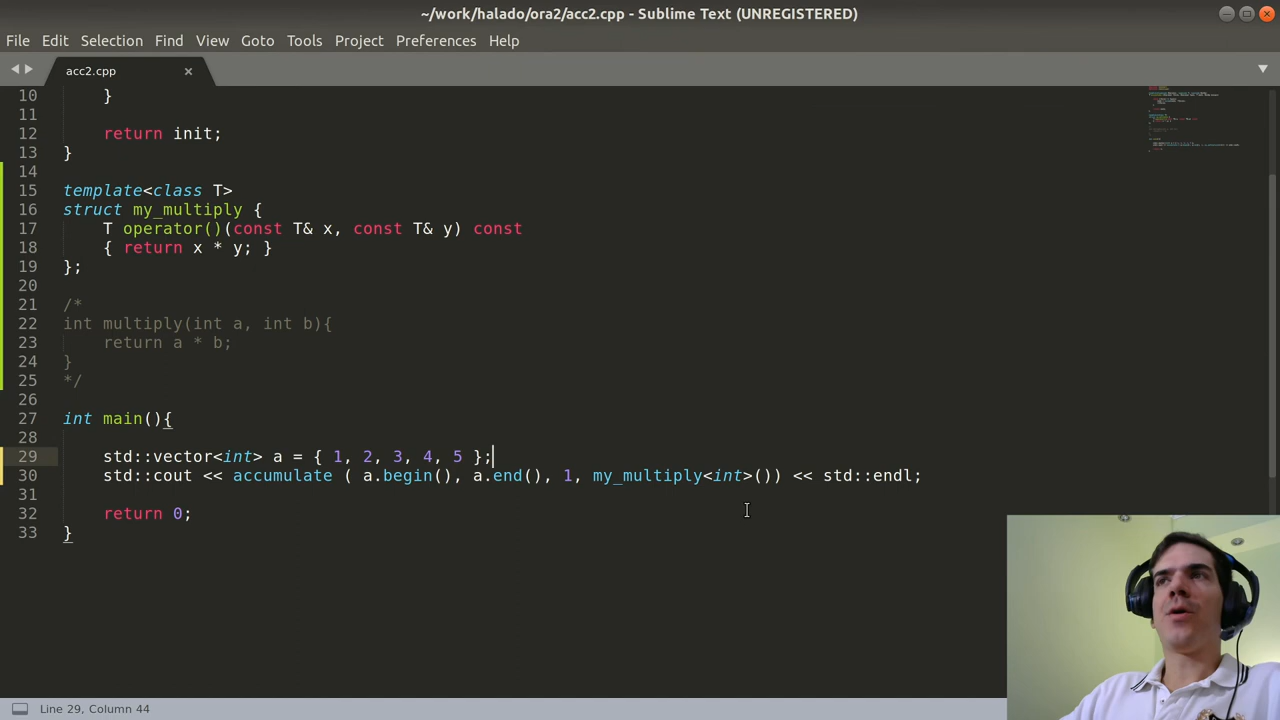 ~/work/halado/ora2/acc2.cpp - Sublime Text (UNREGISTERED)
File Edit Selection Find View Goto Tools Project Preferences Help
acc2.cpp
10     }
11
12     return init;
13 }
14
15 template<class T>
16 struct my_multiply {
17     T operator()(const T& x, const T& y) const
18     { return x * y; }
19 };
20
21 /*
22 int multiply(int a, int b){
23     return a * b;
24 }
25 */
26
27 int main(){
28
29     std::vector<int> a = { 1, 2, 3, 4, 5 };
30     std::cout << accumulate ( a.begin(), a.end(), 1, my_multiply<int>()) << std::endl;
31
32     return 0;
33 }
Line 29, Column 44